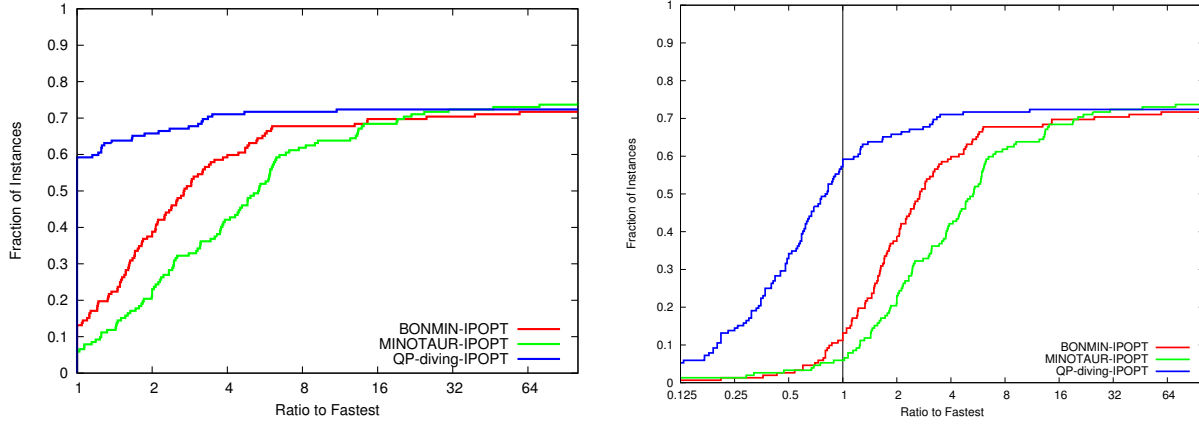 1
0.9
0.8
0.7
0.6
0.5
0.4
0.3
0.2
0.1
0
Fraction of Instances
BONMIN-IPOPT
MINOTAUR-IPOPT
QP-diving-IPOPT
1 2 4 8 16 32 64
Ratio to Fastest
1
0.9
0.8
0.7
0.6
0.5
0.4
0.3
0.2
0.1
0
Fraction of Instances
BONMIN-IPOPT
MINOTAUR-IPOPT
QP-diving-IPOPT
0.125 0.25 0.5 1 2 4 8 16 32 64
Ratio to Fastest